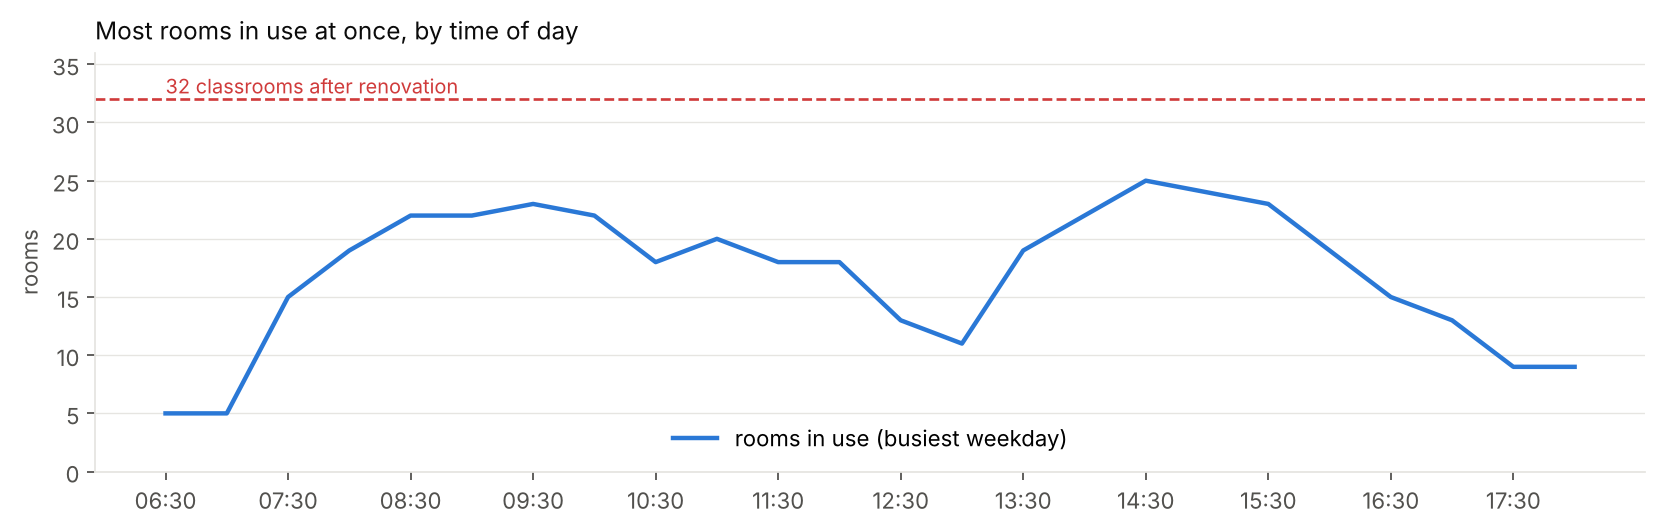 Most rooms in use at once, by time of day
35
32 classrooms after renovation
30
25
20
15
10
5
0
rooms
rooms in use (busiest weekday)
06:30 07:30 08:30 09:30 10:30 11:30 12:30 13:30 14:30 15:30 16:30 17:30